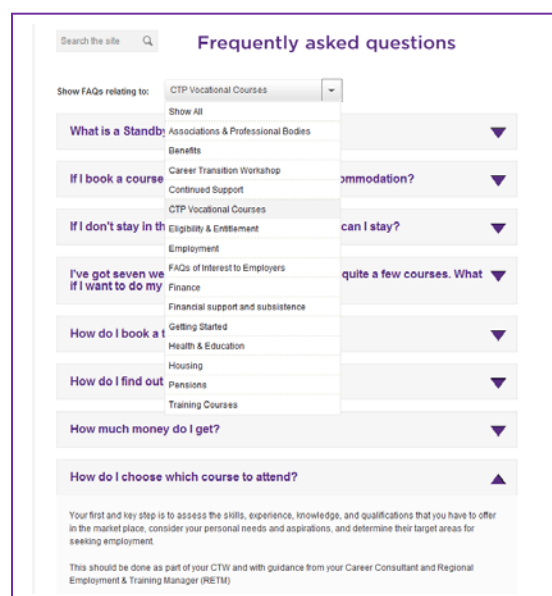 Search the site
Frequently asked questions
Show FAQs relating to:
CTP Vocational Courses
Show All
Associations & Professional Bodies
Benefits
Career Transition Workshop
Continued Support
CTP Vocational Courses
Eligibility & Entitlement
Employment
FAQs of Interest to Employers
Finance
Financial support and subsistence
Getting Started
Health & Education
Housing
Pensions
Training Courses
What is a Standby
If I book a course ommodation?
If I don't stay in th can I stay?
I've got seven we quite a few courses. What
if I want to do my
How do I book a t
How do I find out
How much money do I get?
How do I choose which course to attend?
Your first and key step is to assess the skills, experience, knowledge, and qualifications that you have to offer
in the market place, consider your personal needs and aspirations, and determine their target areas for
seeking employment.
This should be done as part of your CTW and with guidance from your Career Consultant and Regional
Employment & Training Manager (RETM)